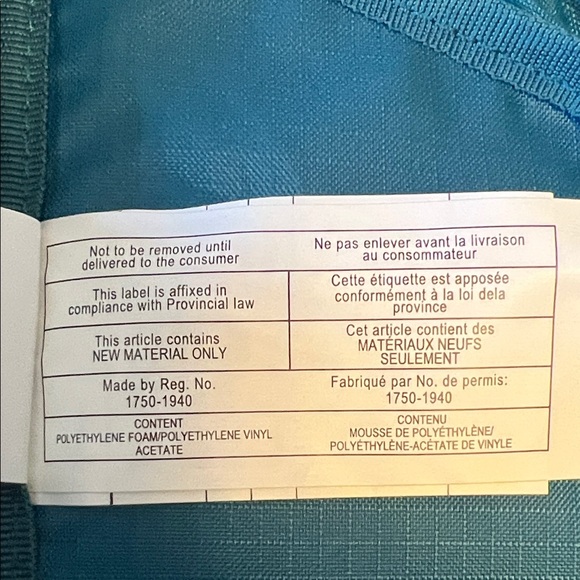 Not to be removed until
delivered to the consumer
Ne pas enlever avant la livraison
au consommateur
This label is affixed in
compliance with Provincial law
Cette étiquette est apposée
conformément à la loi dela
province
This article contains
NEW MATERIAL ONLY
Cet article contient des
MATÉRIAUX NEUFS
SEULEMENT
Made by Reg. No.
1750-1940
Fabriqué par No. de permis:
1750-1940
CONTENT
POLYETHYLENE FOAM/POLYETHYLENE VINYL
ACETATE
CONTENU
MOUSSE DE POLYÉTHYLÈNE/
POLYÉTHYLÈNE-ACÉTATE DE VINYLE